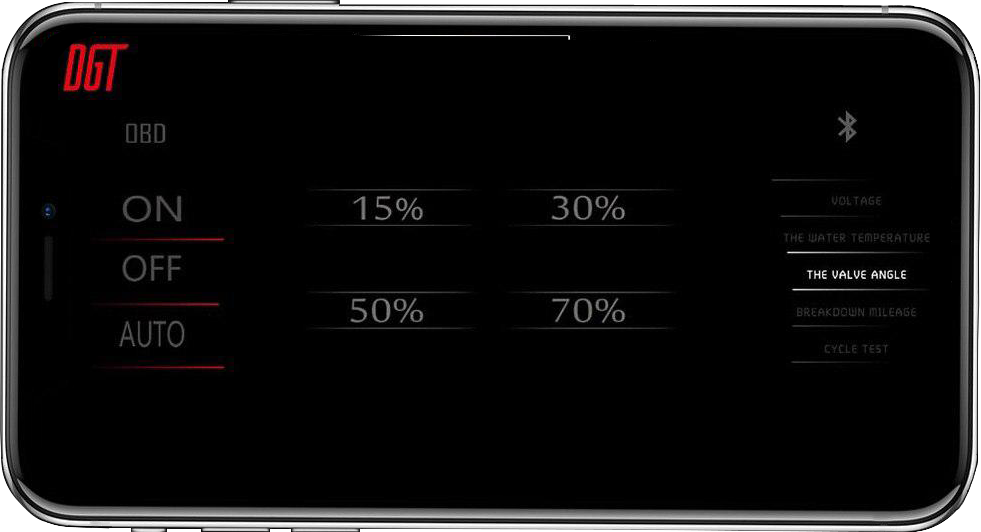 DGT
OBD
ON
OFF
AUTO
15%
30%
50%
70%
VOLTAGE
THE WATER TEMPERATURE
THE VALVE ANGLE
BREAKDOWN MILEAGE
CYCLE TEST